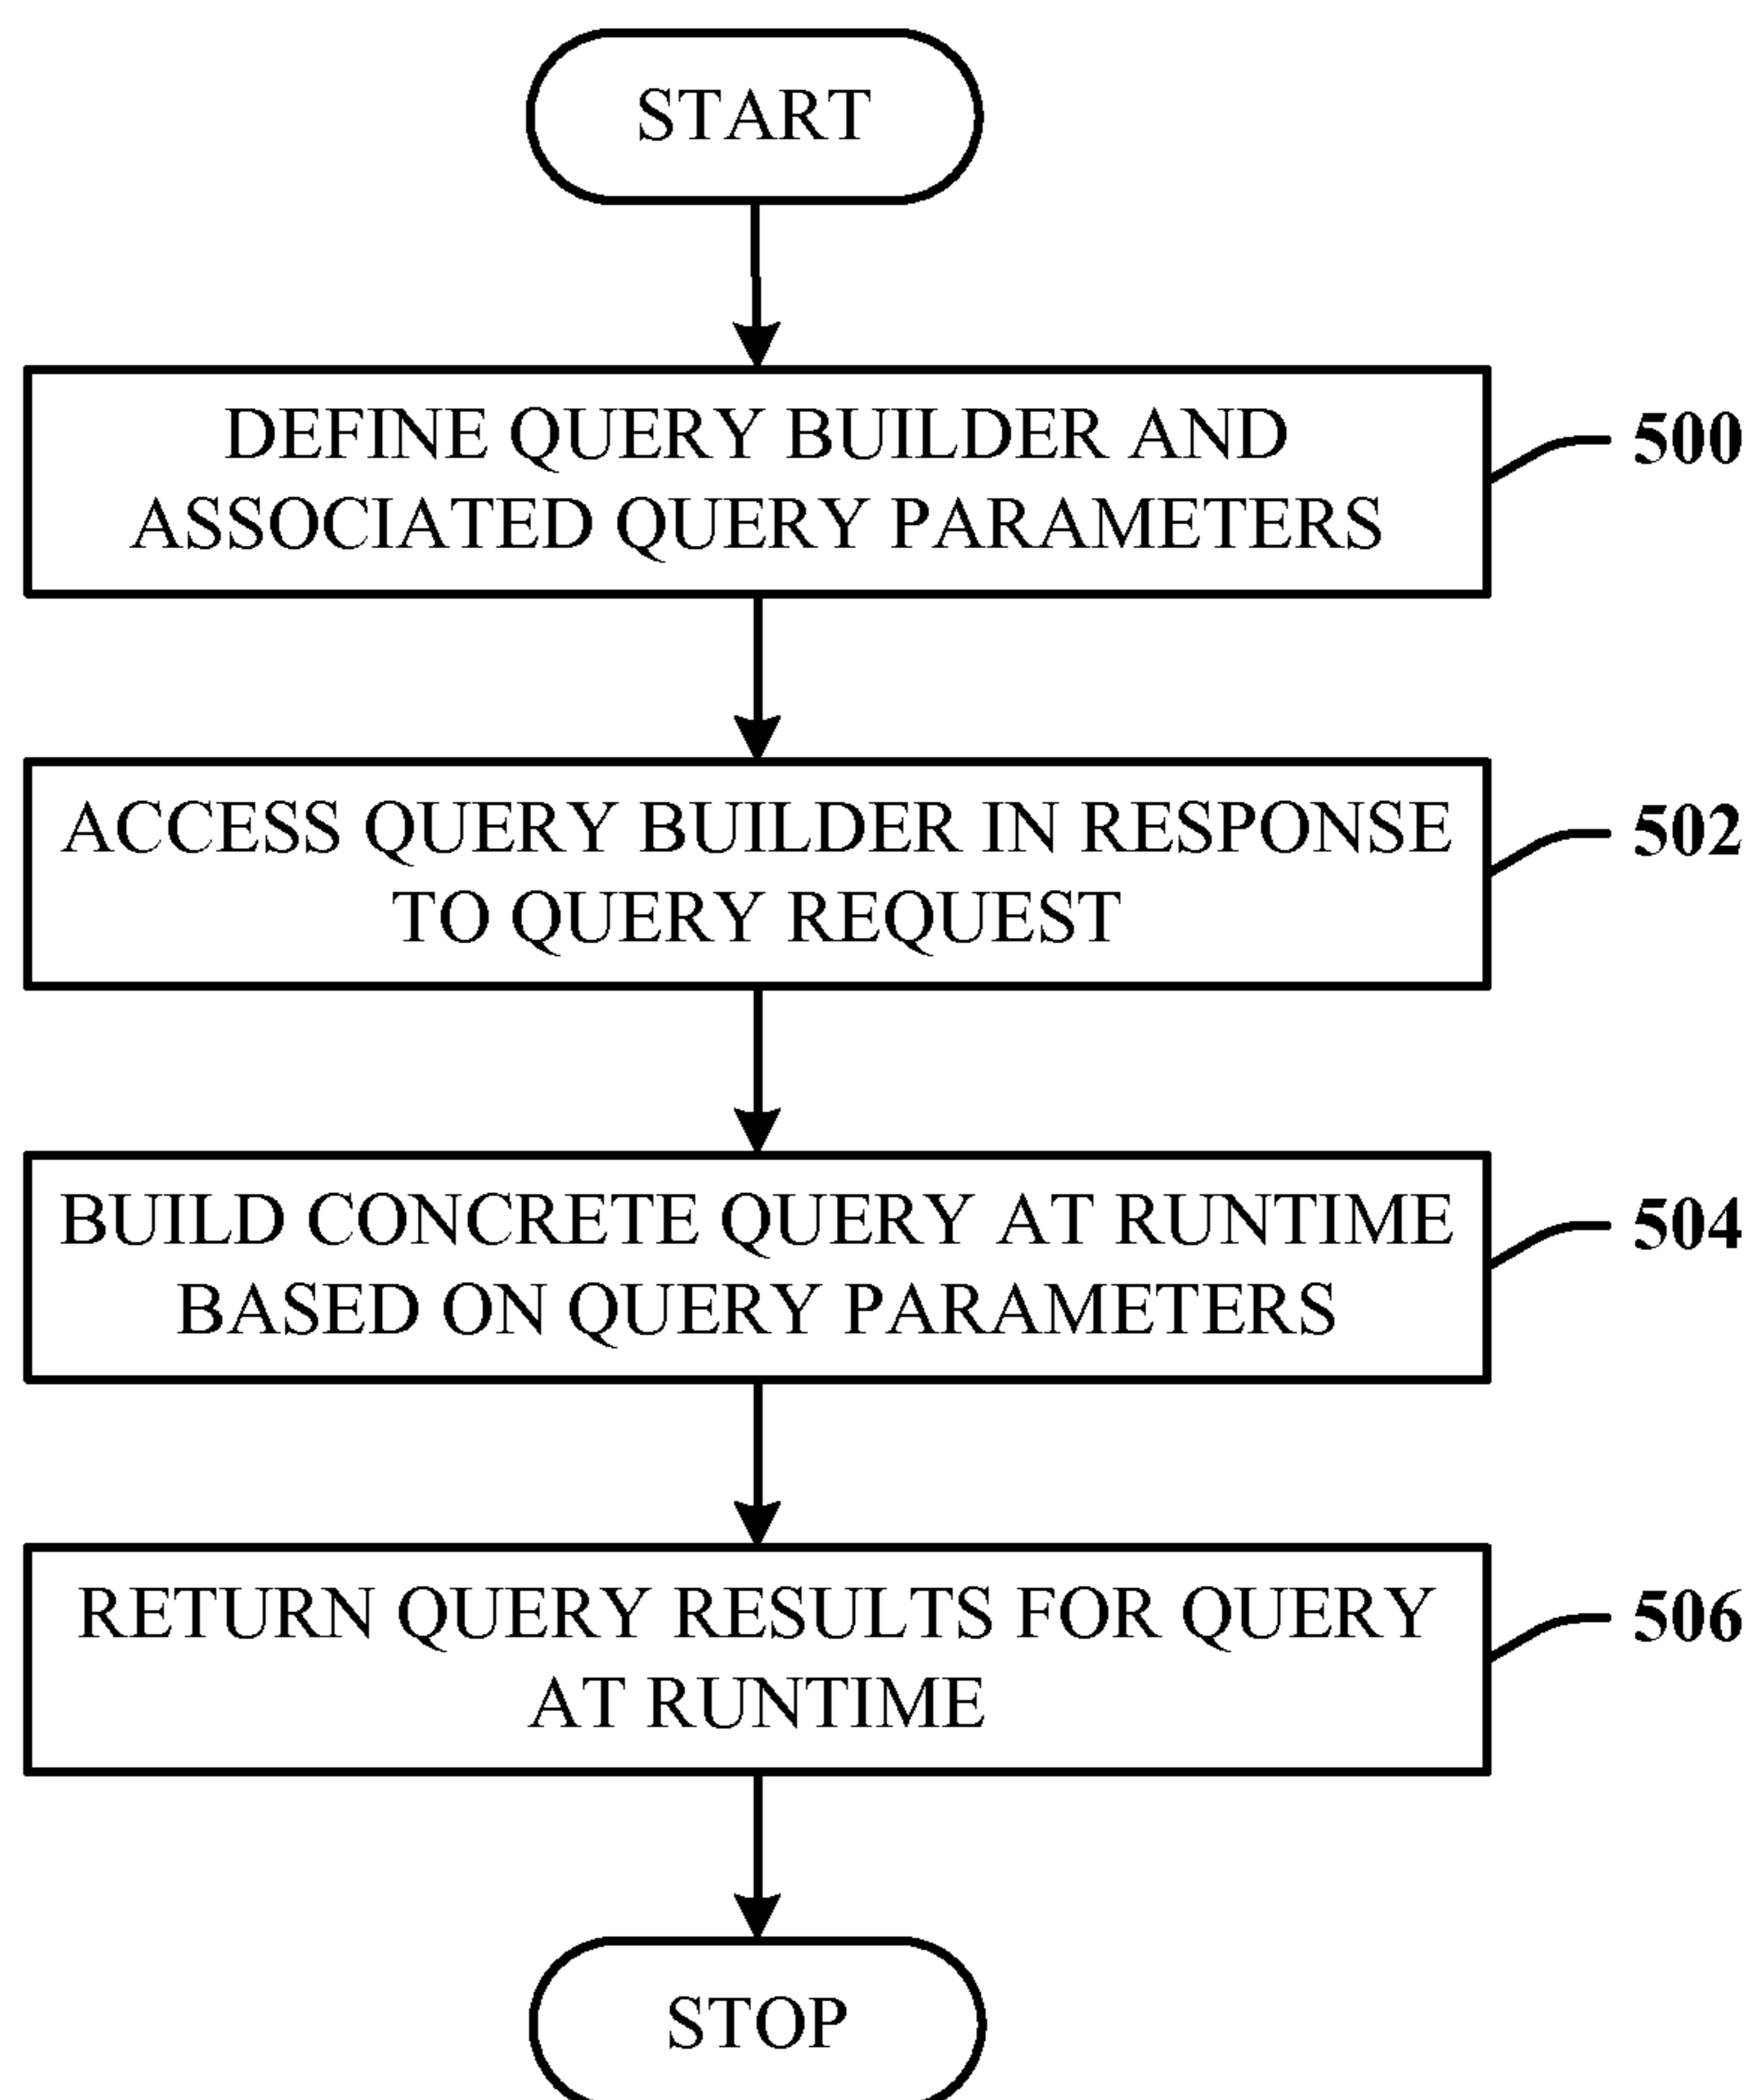 START
DEFINE QUERY BUILDER AND
ASSOCIATED QUERY PARAMETERS
500
ACCESS QUERY BUILDER IN RESPONSE
TO QUERY REQUEST
502
BUILD CONCRETE QUERY AT RUNTIME
BASED ON QUERY PARAMETERS
504
RETURN QUERY RESULTS FOR QUERY
AT RUNTIME
506
STOP